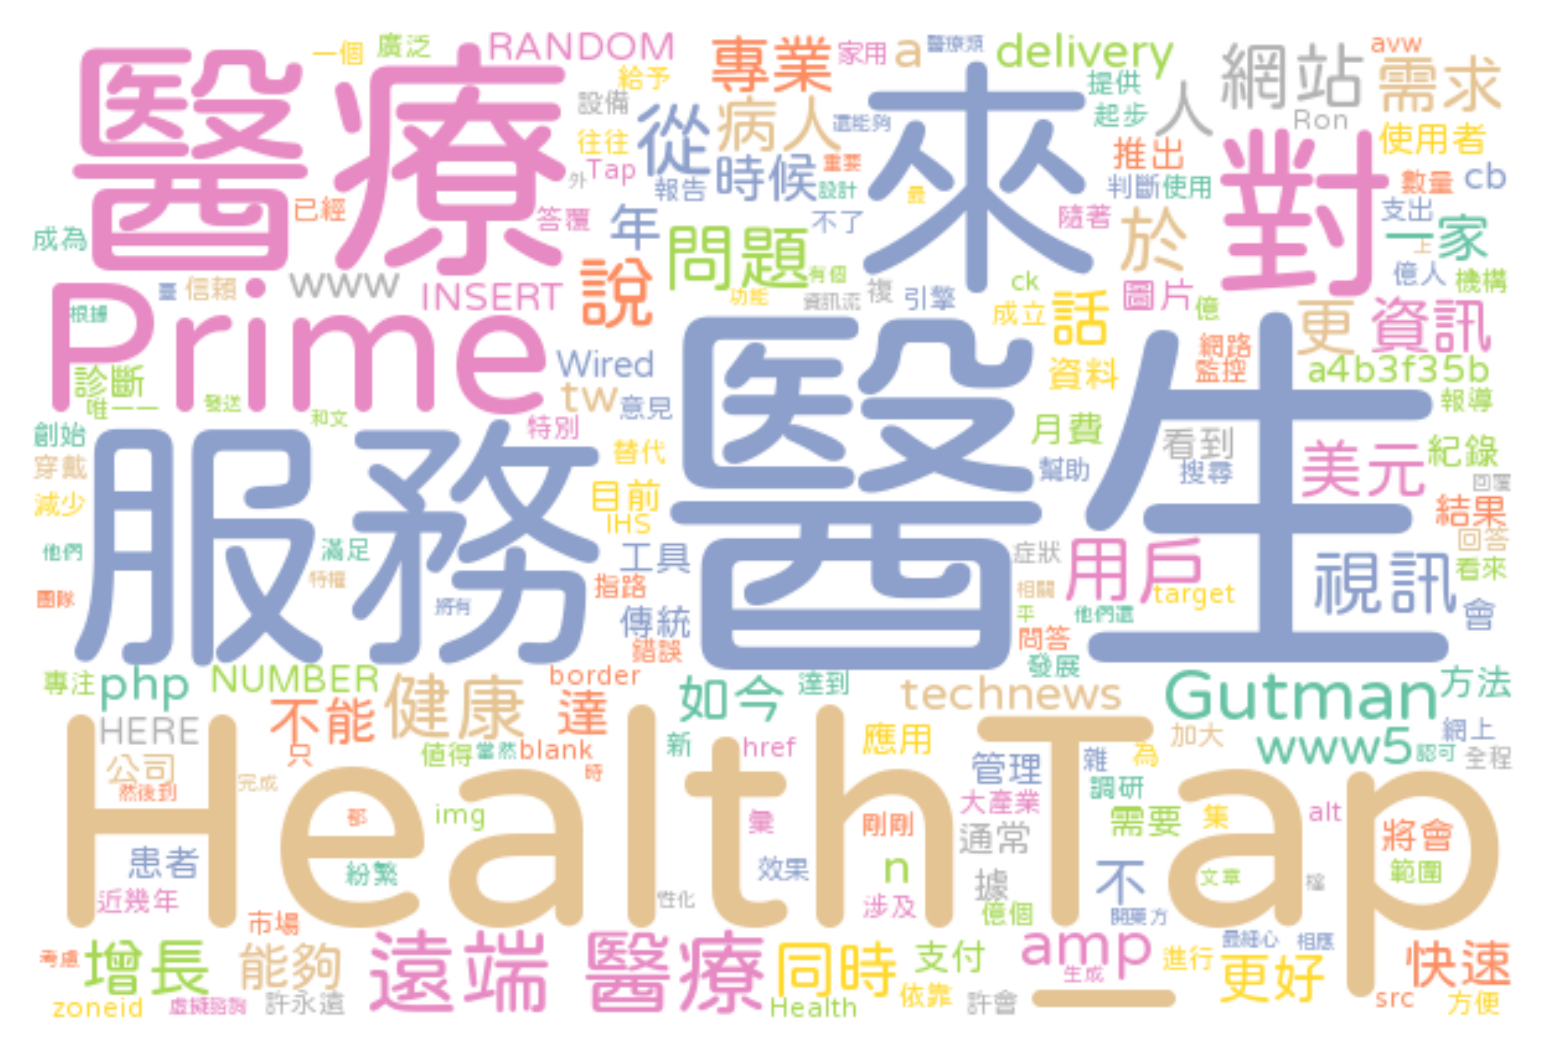 一個 廣泛 RANDOM 專業 家用 a 醫療類 delivery avw
給予 提供 網站 需求
醫療 設備 從 病人 還能夠 來 起步 人 Ron 使用者
往往 Tap 外 時候 重要 最 推出 對 數量 cb
已經 報告 設計 判斷 使用 支出
成為 答覆 年 不了 隨著 於 一家
臺 信賴 www 說 問題 有個 上 億人 機構
Prime INSERT 功能 資訊流 複 引擎 ck 成立 話 圖片 億 更 資訊
根據 Wired 網路
診斷 tw 意見 資料 監控 a4b3f35b
唯一一 發送 和文 特別 月費 報導
創始 服務 替代 醫生 幫助 看到 美元 紀錄
穿戴 目前 搜尋 回覆
減少 IHS 結果
他們 滿足 工具 症狀 用戶 視訊 回答
特權 指路 相關 target 看來
團隊 將有 傳統 平 他們還 會
錯誤 問答
專注 php NUMBER border 如今 達到 technews 發展 Gutman 方法
HERE 不能 健康 達 新 href 應用 加大 www5 網上
公司 只 值得 當然 blank 管理 雜 為 認可 全程
然後到 完成 時 調研
HealthTap_
都 img 彙 剛剛 大產業 需要 集 alt 將會
患者 紛繁 效果 n 通常 不 文章 檔 範圍
近幾年 性化 涉及 據 億個 開藥方
市場
考慮 增長 能夠 遠端 醫療 同時 支付 amp 進行 最細心 相應 快速
zoneid 虛擬諮詢 許永遠 Health 依靠 許會 生成 更好 src 方便